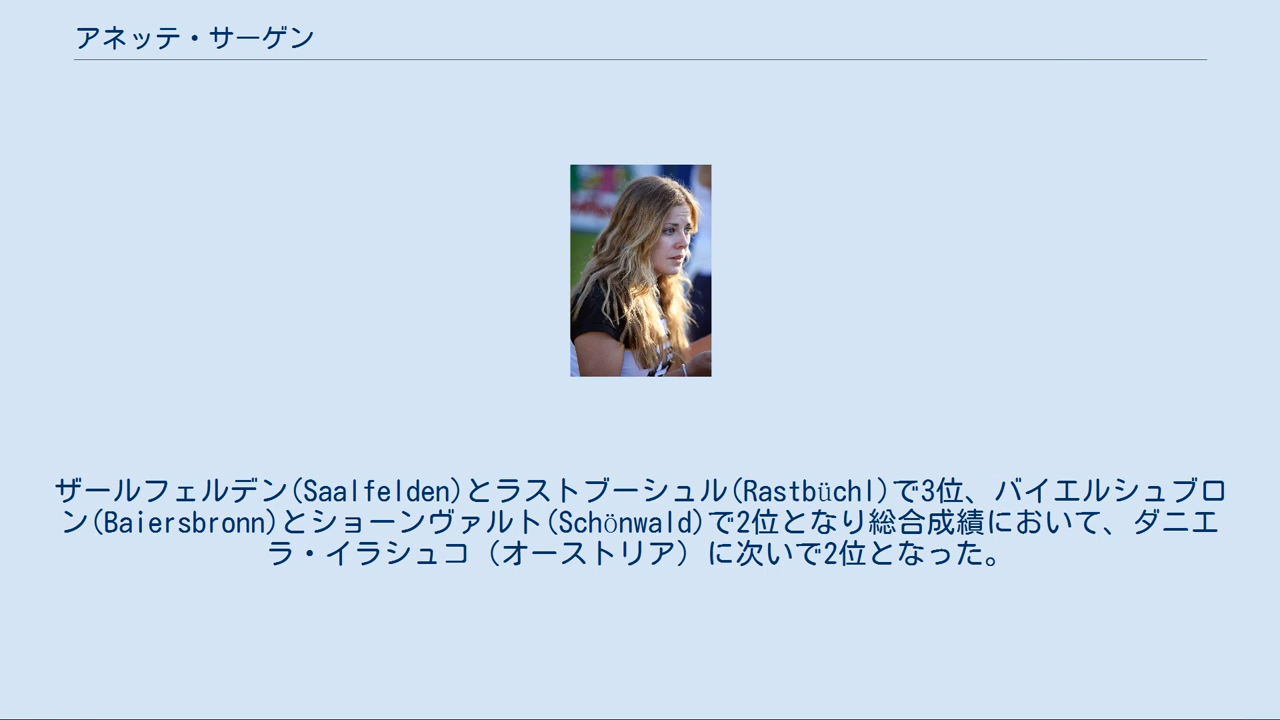 アネッテ・サーゲン
ザールフェルデン(Saalfelden)とラストブーシュル(Rastbüchl)で3位、バイエルシュブロ
ン(Baiersbronn)とショーンヴァルト(Schönwald)で2位となり総合成績において、ダニエ
ラ・イラシュコ（オーストリア）に次いで2位となった。